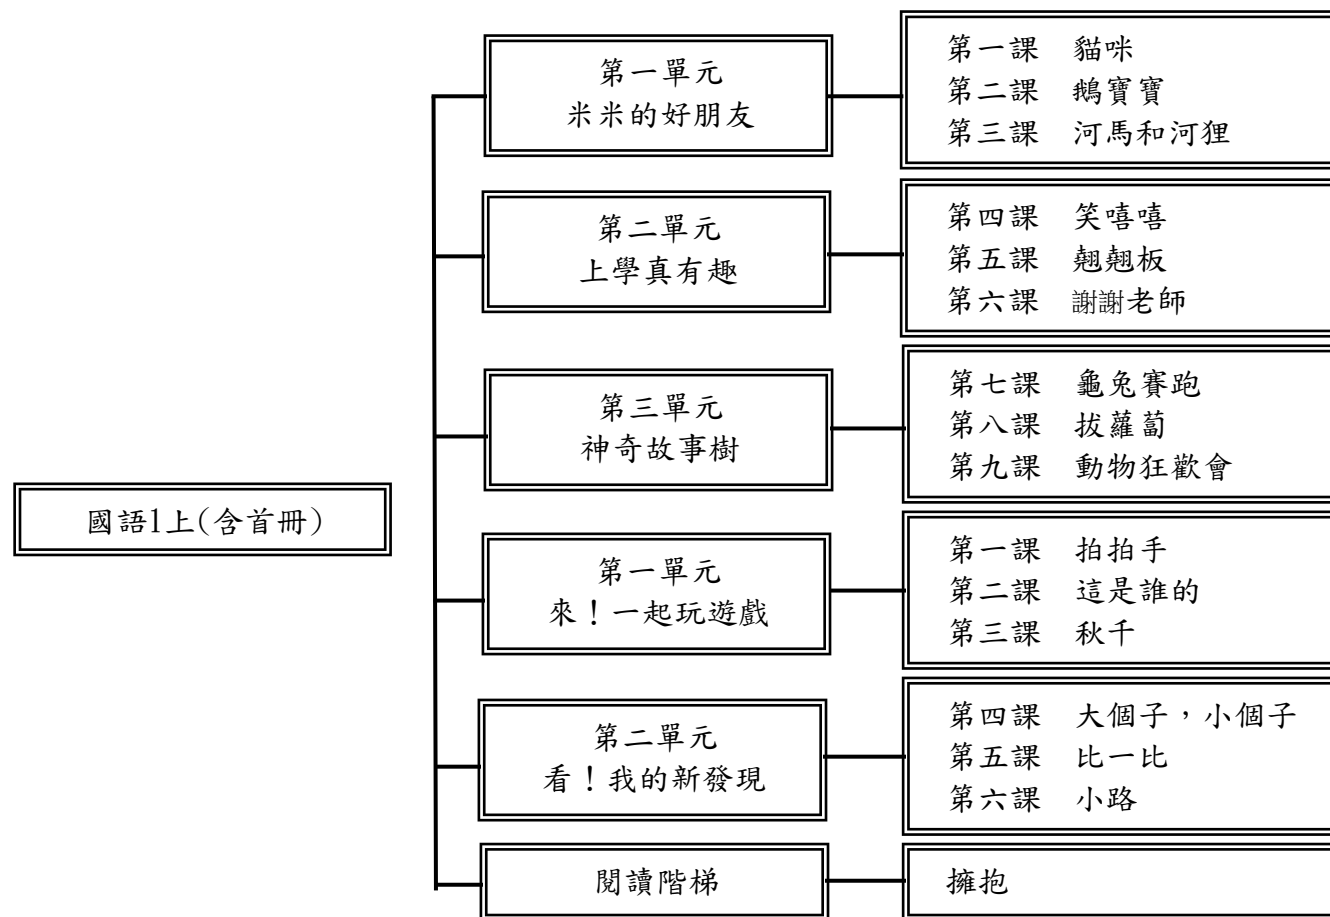 國語1上(含首冊)
第一單元
米米的好朋友
第一課　貓咪
第二課　鵝寶寶
第三課　河馬和河狸
第二單元
上學真有趣
第四課　笑嘻嘻
第五課　翹翹板
第六課　謝謝老師
第三單元
神奇故事樹
第七課　龜兔賽跑
第八課　拔蘿蔔
第九課　動物狂歡會
第一單元
來！一起玩遊戲
第一課　拍拍手
第二課　這是誰的
第三課　秋千
第二單元
看！我的新發現
第四課　大個子，小個子
第五課　比一比
第六課　小路
閱讀階梯
擁抱